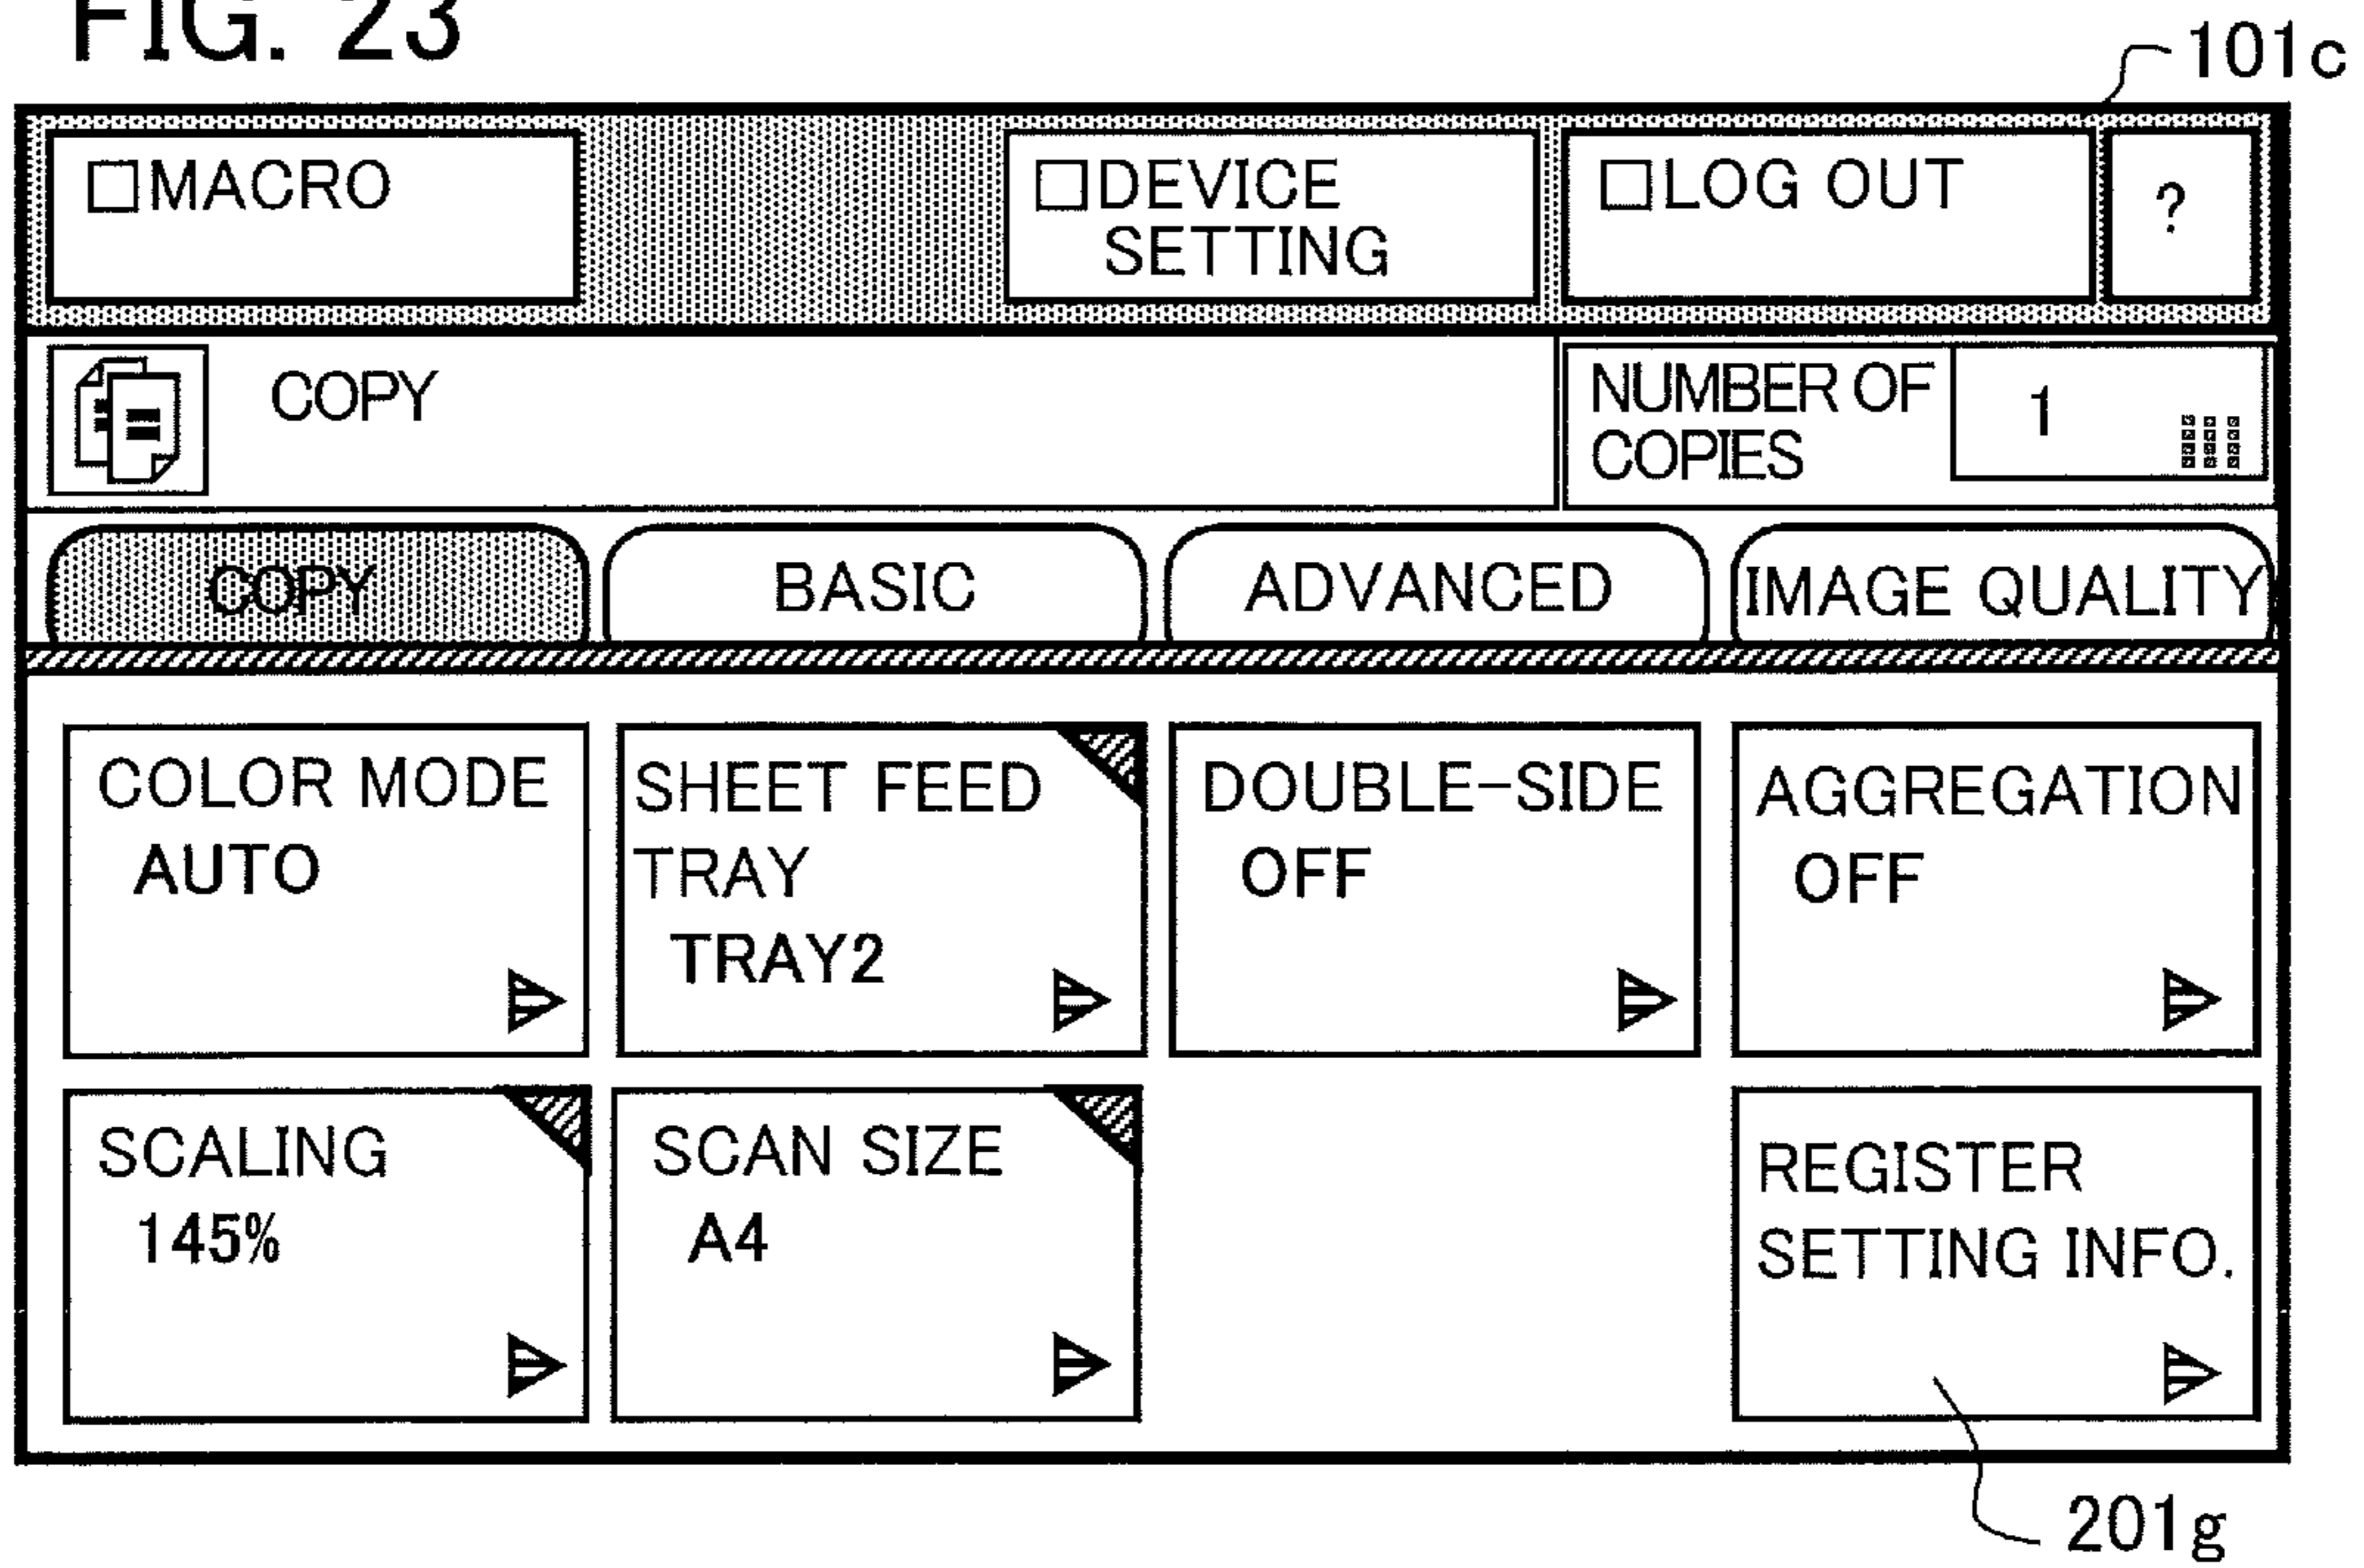 FIG. 23
101c
MACRO
DEVICE
SETTING
LOG OUT
?
COPY
NUMBER OF
COPIES
1
COPY
BASIC
ADVANCED
IMAGE QUALITY
COLOR MODE
AUTO
SHEET FEED
TRAY
TRAY2
DOUBLE-SIDE
OFF
AGGREGATION
OFF
SCALING
145%
SCAN SIZE
A4
REGISTER
SETTING INFO.
201g